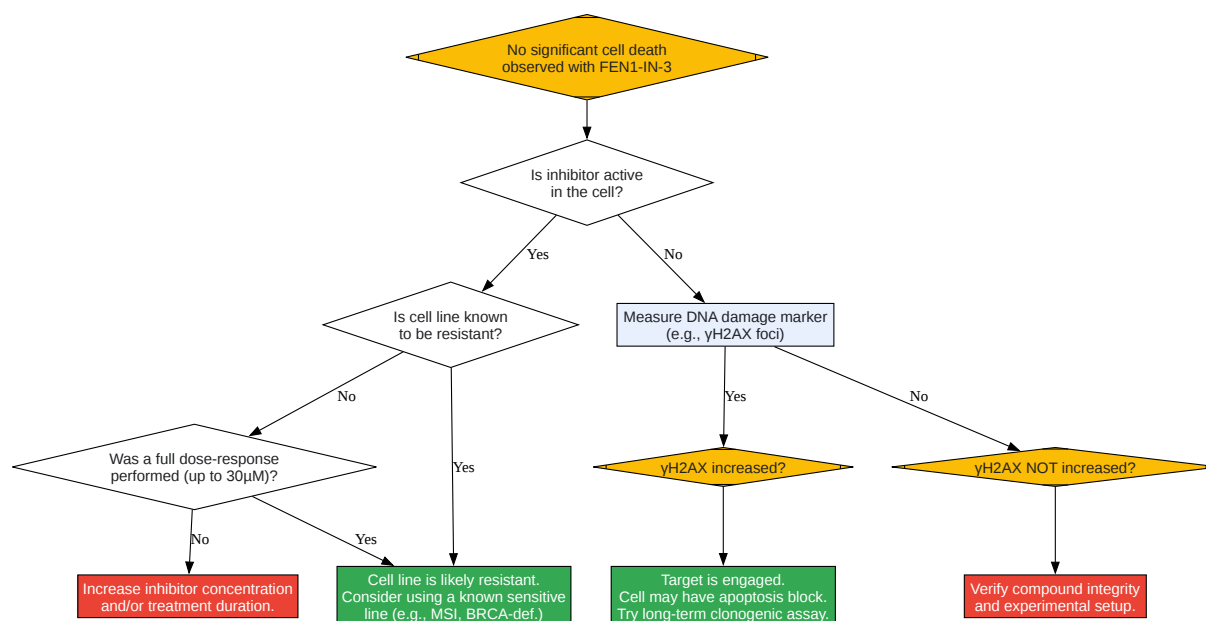 No significant cell death
observed with FEN1-IN-3
Is inhibitor active
in the cell?
Yes
No
Is cell line known
to be resistant?
Measure DNA damage marker
(e.g., γH2AX foci)
No
Yes
Yes
No
Was a full dose-response
performed (up to 30µM)?
γH2AX increased?
γH2AX NOT increased?
No
Yes
Increase inhibitor concentration
and/or treatment duration.
Cell line is likely resistant.
Consider using a known sensitive
line (e.g., MSI, BRCA-def.)
Target is engaged.
Cell may have apoptosis block.
Try long-term clonogenic assay.
Verify compound integrity
and experimental setup.